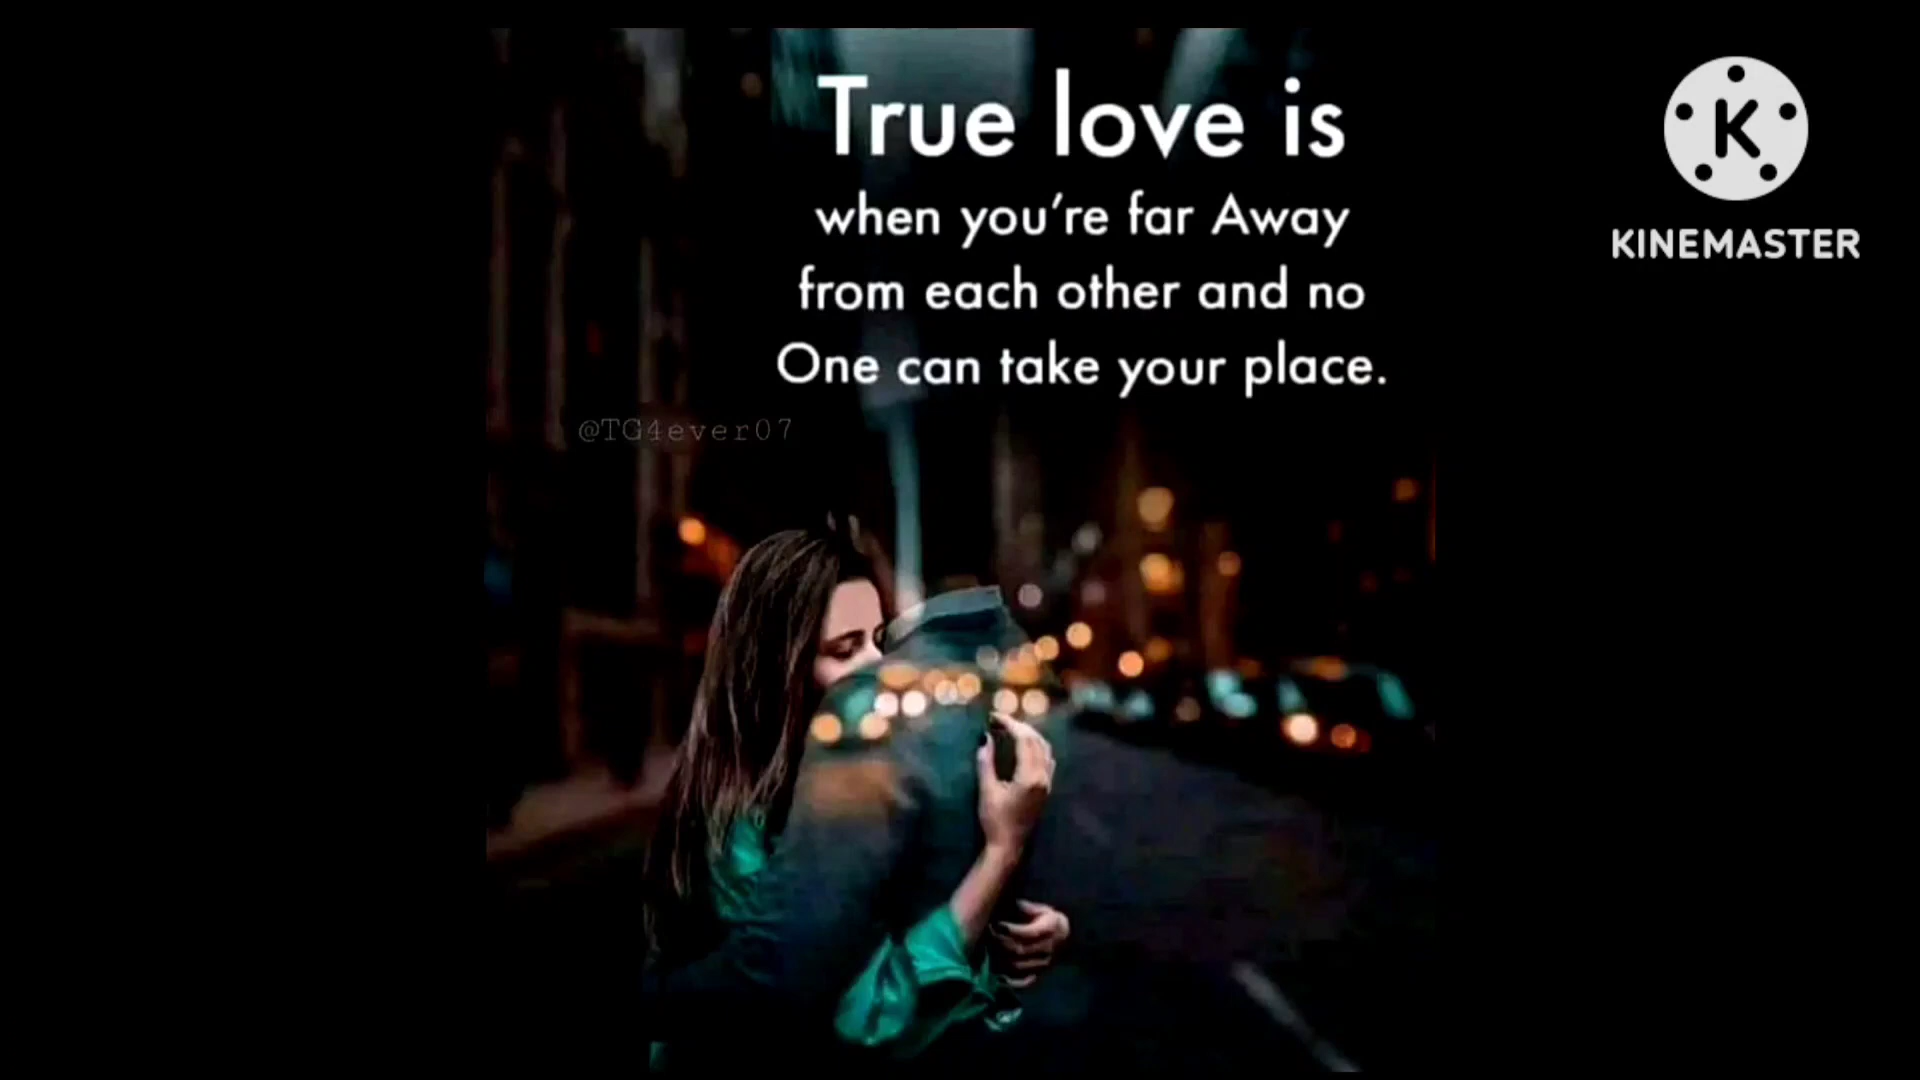 True love is
when you're far Away
from each other and no
One can take your place.
@TG4ever07
K
KINEMASTER